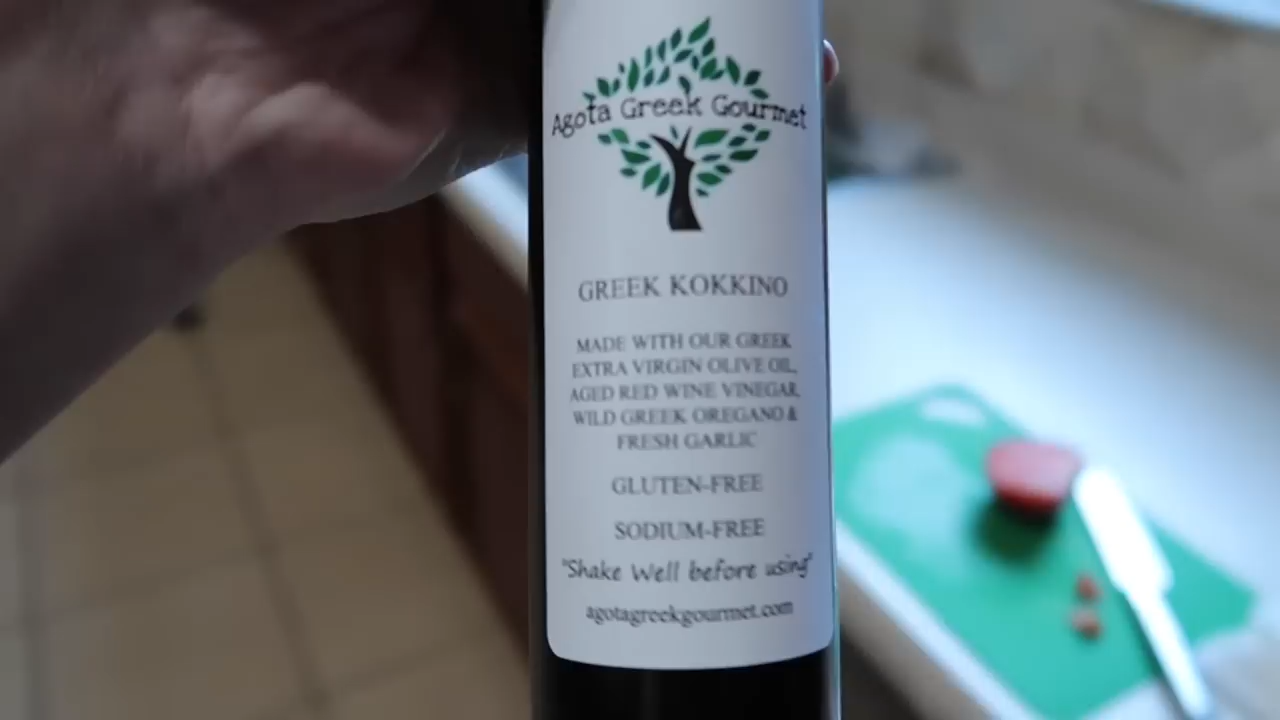 Agota Greek Gourmet
GREEK KOKKINO
MADE WITH OUR GREEK
EXTRA VIRGIN OLIVE OIL,
AGED RED WINE VINEGAR,
WILD GREEK OREGANO &
FRESH GARLIC
GLUTEN-FREE
SODIUM-FREE
"Shake Well before using"
agotagreekgourmet.com